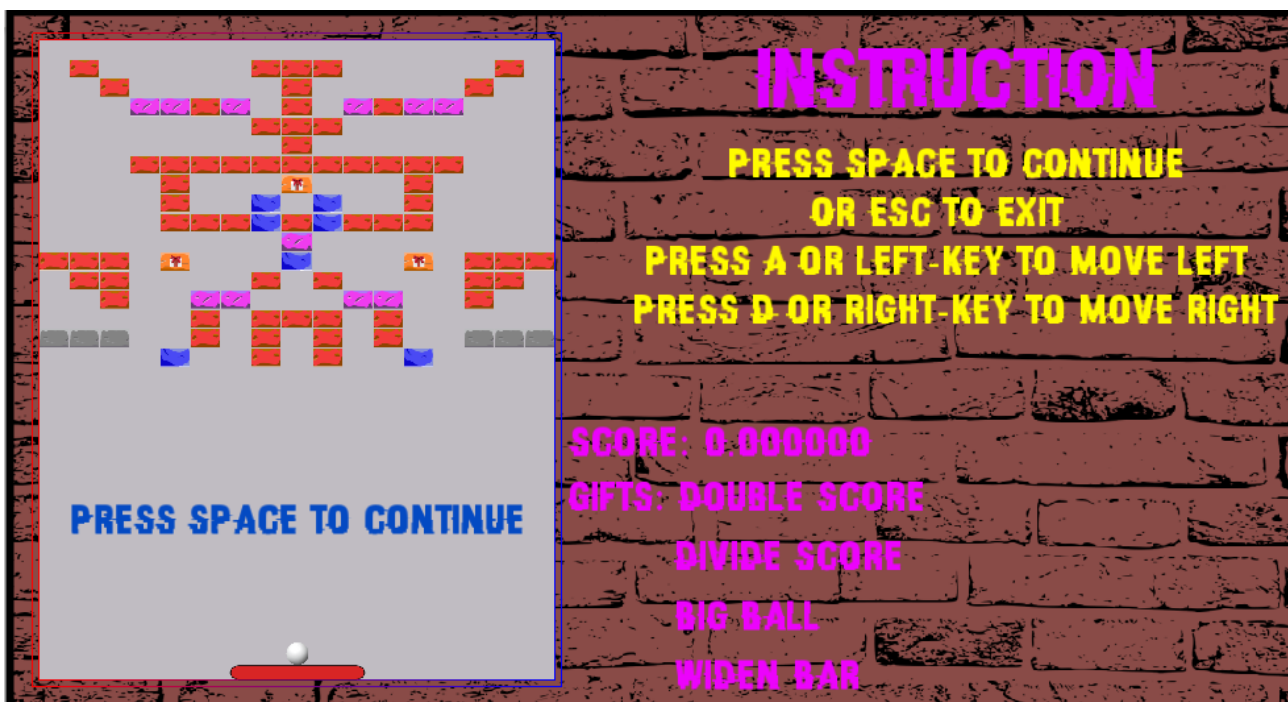 INSTRUCTION
PRESS SPACE TO CONTINUE
OR ESC TO EXIT
PRESS A OR LEFT-KEY TO MOVE LEFT
PRESS D OR RIGHT-KEY TO MOVE RIGHT
SCORE: 0.000000
GIFTS: DOUBLE SCORE
DIVIDE SCORE
BIG BALL
WIDEN BAR
PRESS SPACE TO CONTINUE